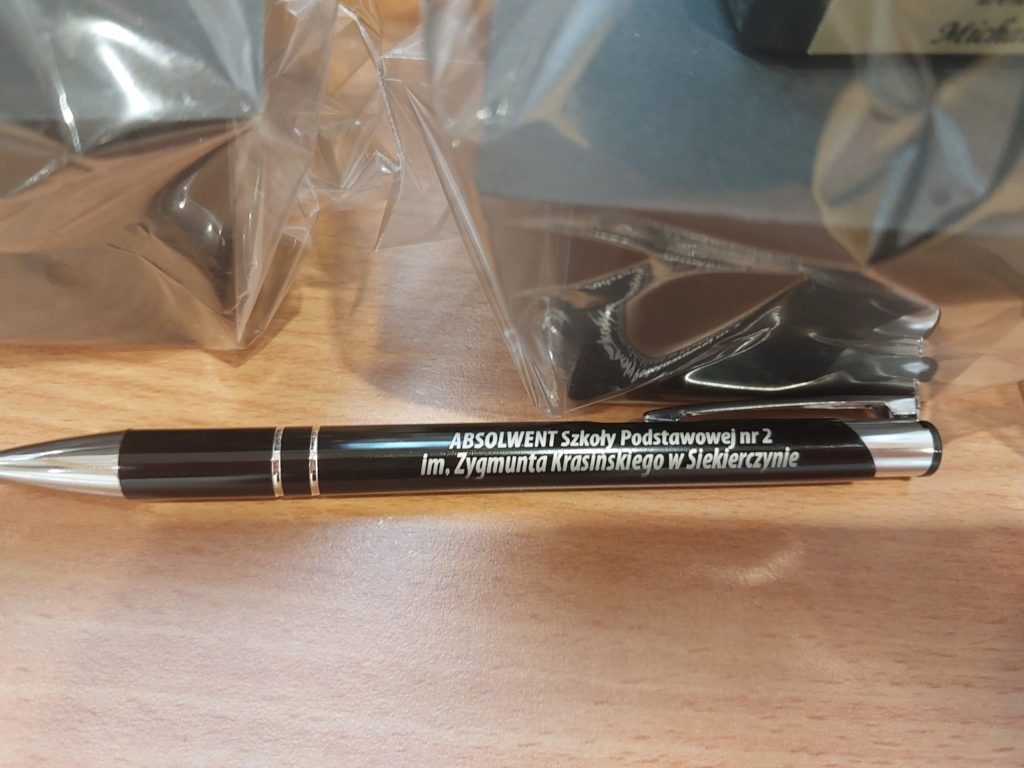 ABSOLWENT Szkoły Podstawowej nr 2
im. Zygmunta Krasińskiego w Siekierczynie